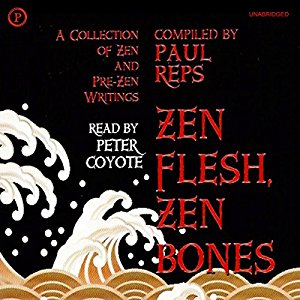 P
UNABRIDGED
A COLLECTION
OF ZEN
AND
PRE-ZEN
WRITINGS
COMPILED BY
PAUL
REPS
READ BY
PETER
COYOTE
ZEN
FLESH,
ZEN
BONES